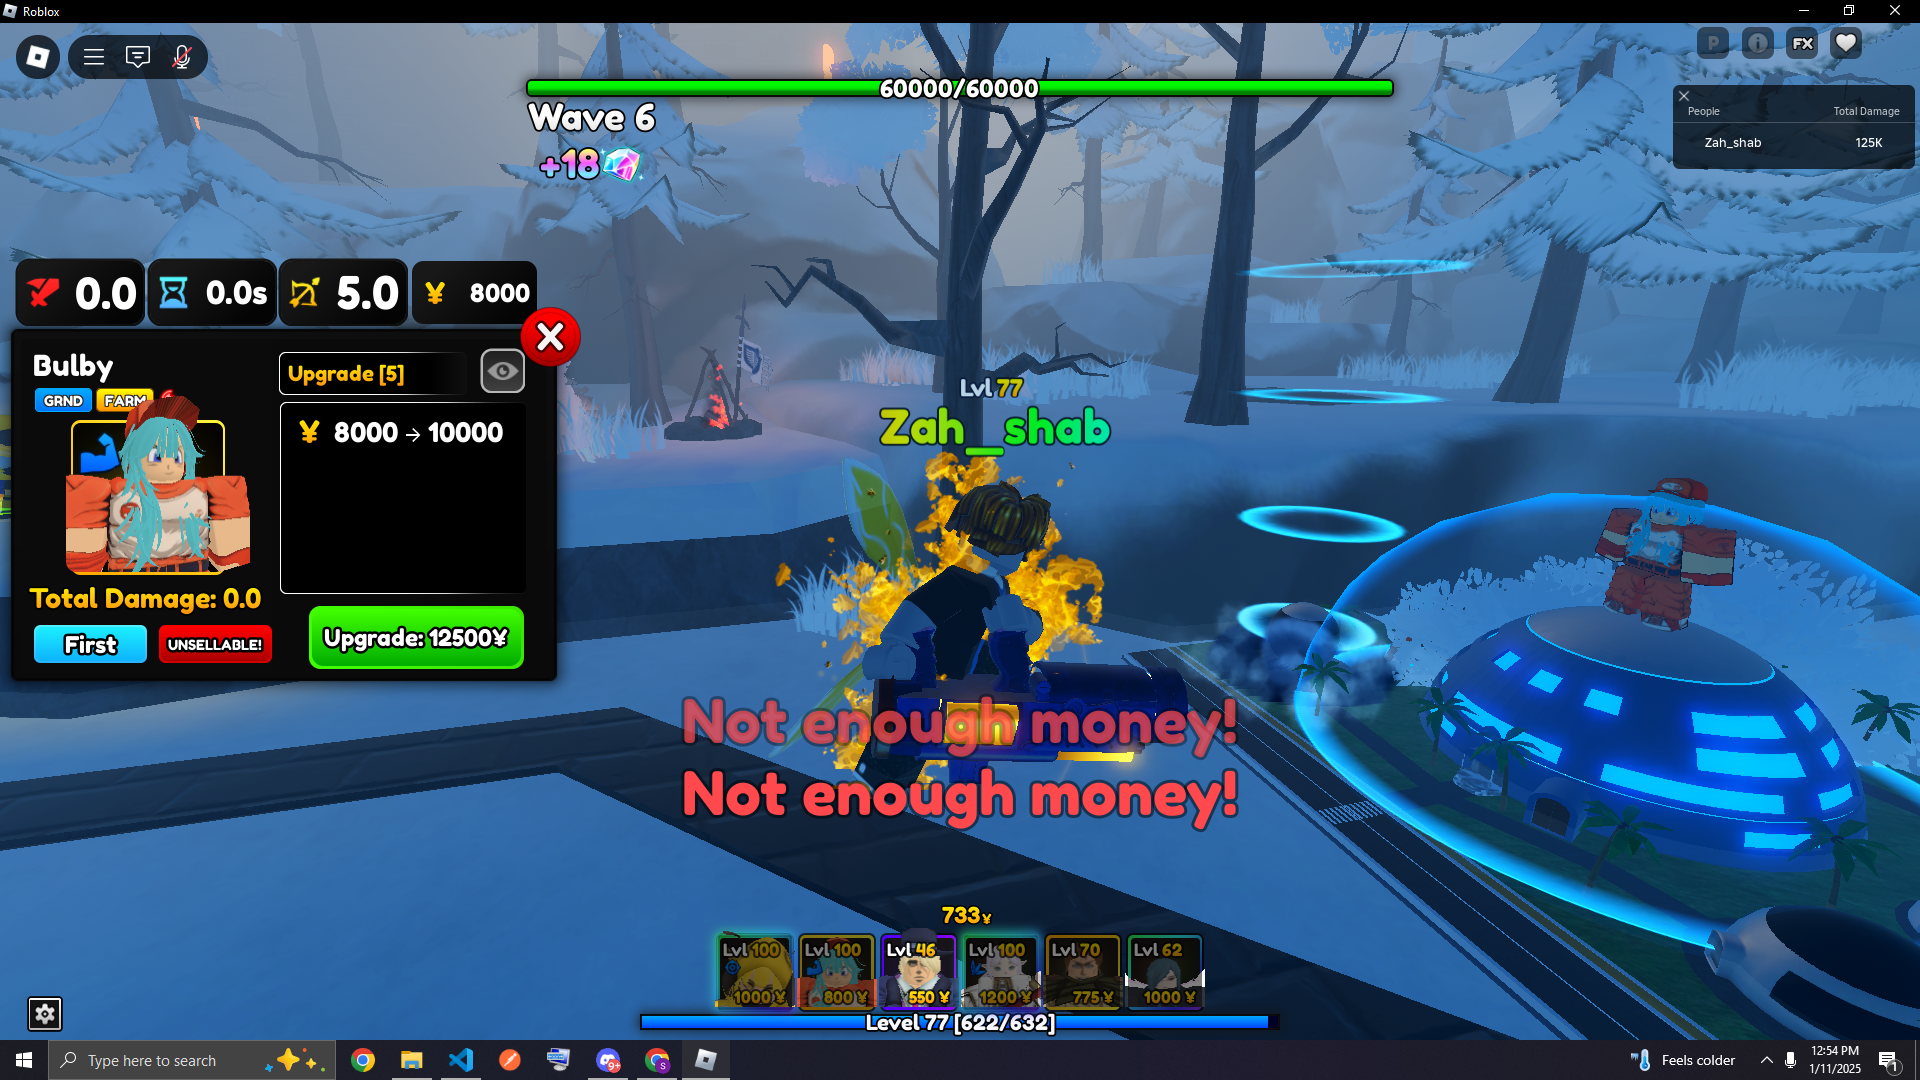 Roblox
60000/60000
Wave 6
+18
P
FX
People Total Damage
Zah_shab 125K
0.0
0.0s
5.0
¥ 8000
Bulby
GRND
FARM
Upgrade [5]
¥ 8000 → 10000
Total Damage: 0.0
First
UNSELLABLE!
Upgrade: 12500¥
Lvl 77
Zah__shab
Not enough money!
Not enough money!
733¥
Lvl 100 Lvl 100 Lvl 46 Lvl 100 Lvl 70 Lvl 62
1000 ¥ 800 ¥ 550 ¥ 1200 ¥ 775 ¥ 1000 ¥
Level 77 [622/632]
Type here to search
9+
S
Feels colder
12:54 PM
1/11/2025
1